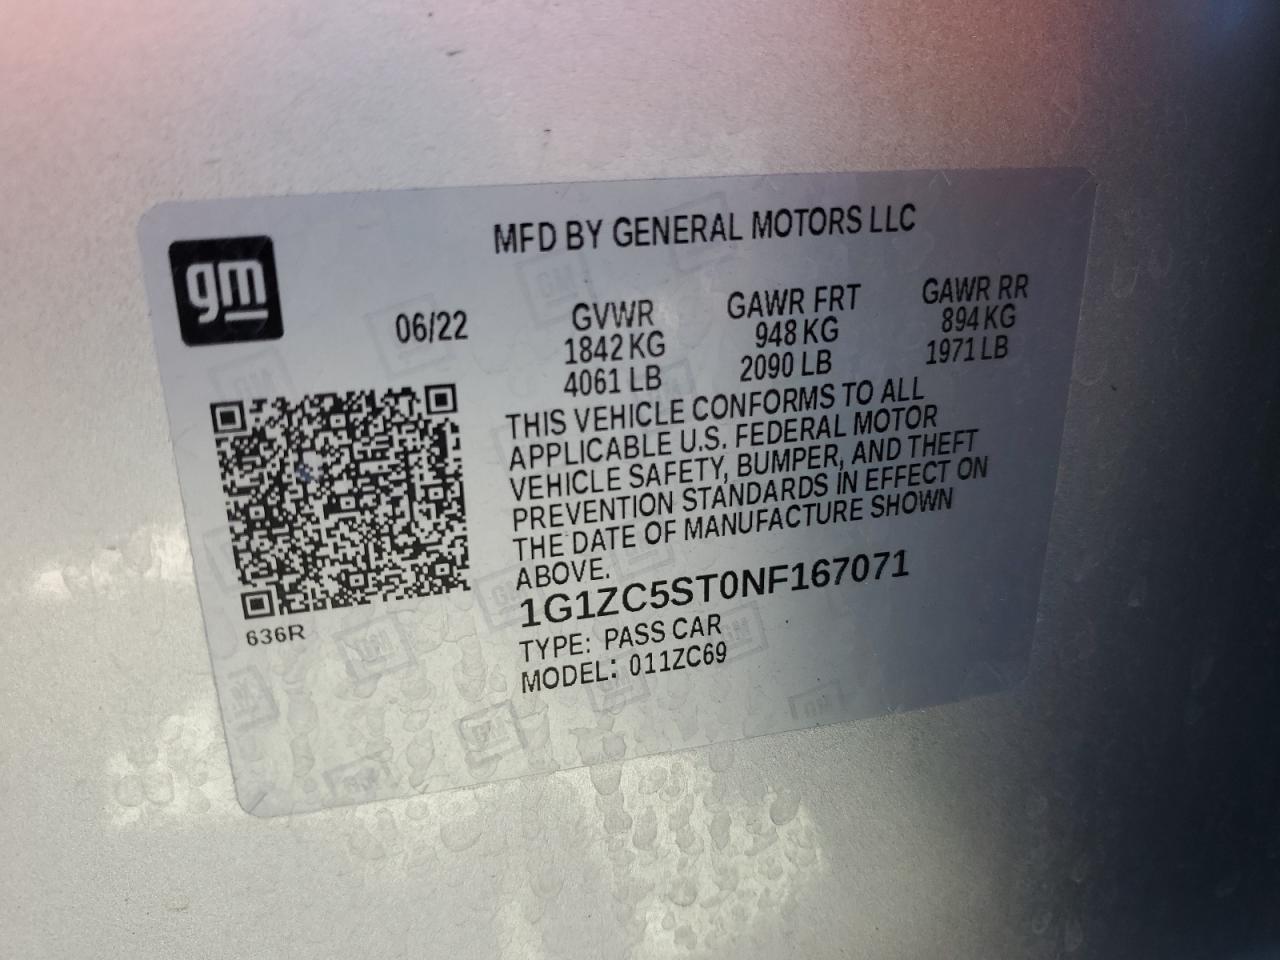 gm
MFD BY GENERAL MOTORS LLC
06/22
GVWR GAWR FRT GAWR RR
1842 KG 948 KG 894 KG
4061 LB 2090 LB 1971 LB
THIS VEHICLE CONFORMS TO ALL
APPLICABLE U.S. FEDERAL MOTOR
VEHICLE SAFETY, BUMPER, AND THEFT
PREVENTION STANDARDS IN EFFECT ON
THE DATE OF MANUFACTURE SHOWN
ABOVE.
1G1ZC5ST0NF167071
TYPE: PASS CAR
MODEL: 011ZC69
636R